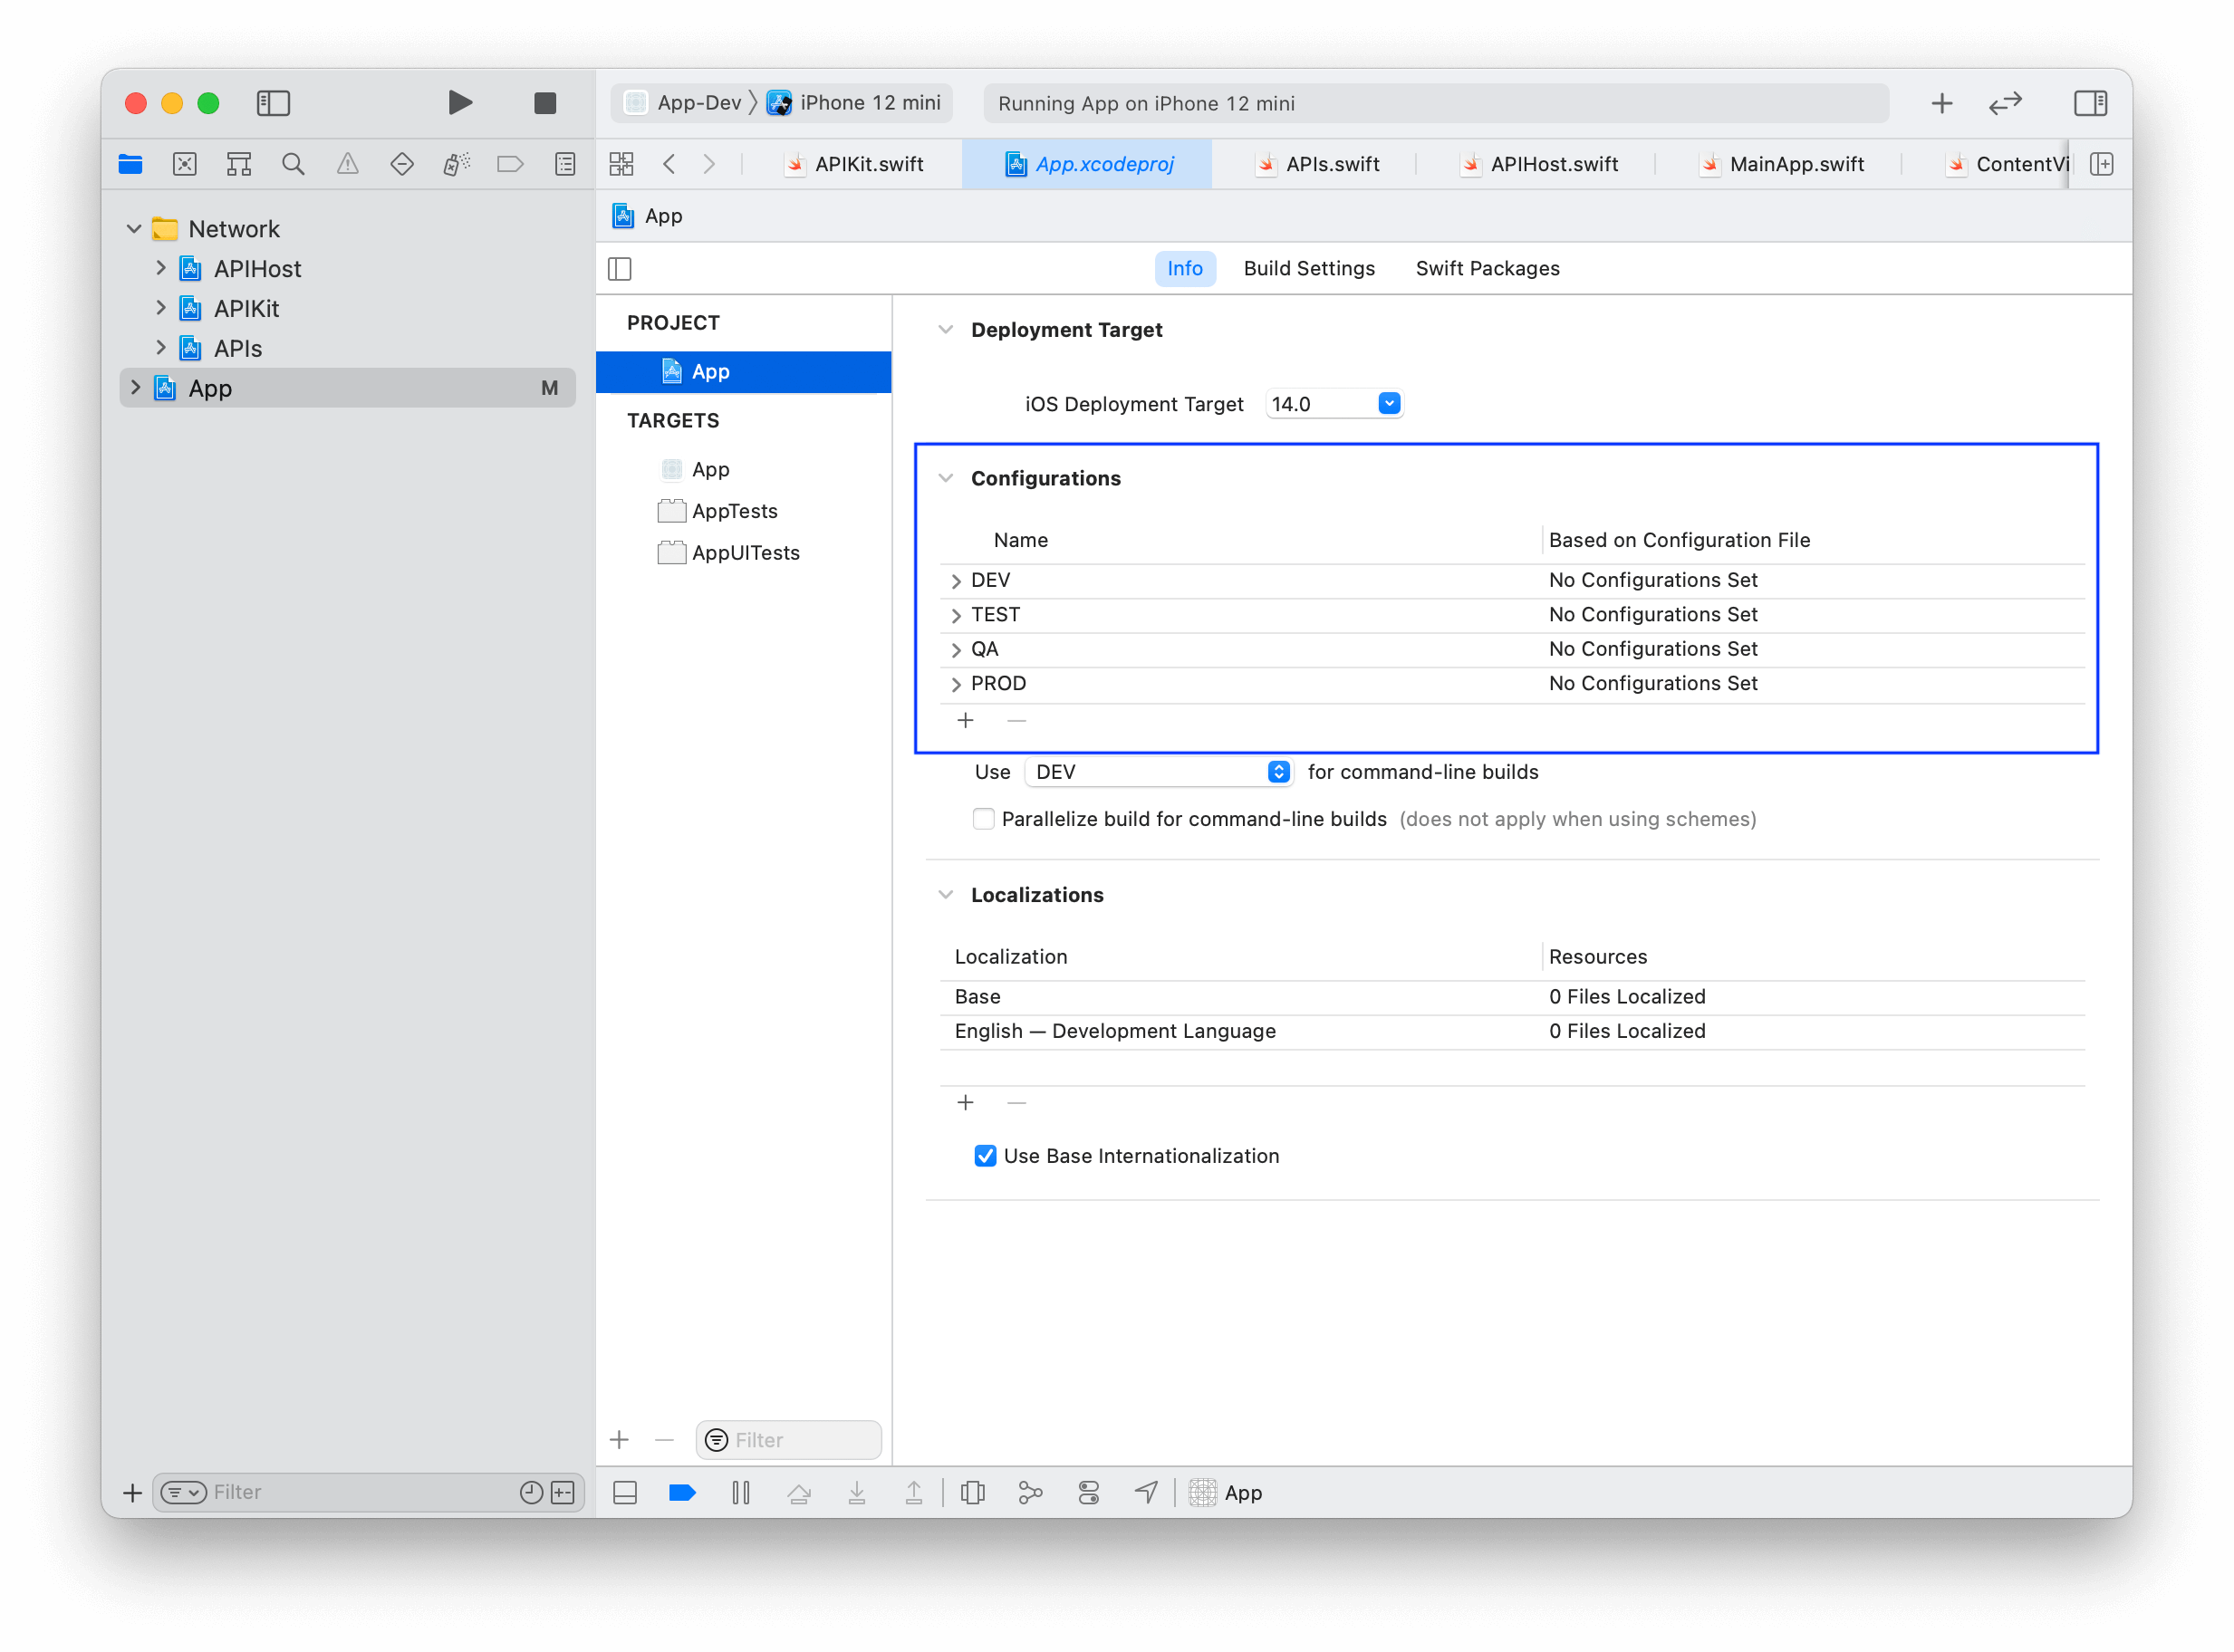 App-Dev iPhone 12 mini
Running App on iPhone 12 mini
APIKit.swift
App.xcodeproj
APIs.swift
APIHost.swift
MainApp.swift
ContentVi
Network
APIHost
APIKit
APIs
App M
App
Info
Build Settings
Swift Packages
PROJECT
App
TARGETS
App
AppTests
AppUITests
Deployment Target
iOS Deployment Target 14.0
Configurations
Name Based on Configuration File
DEV No Configurations Set
TEST No Configurations Set
QA No Configurations Set
PROD No Configurations Set
Use DEV for command-line builds
Parallelize build for command-line builds (does not apply when using schemes)
Localizations
Localization Resources
Base 0 Files Localized
English — Development Language 0 Files Localized
Use Base Internationalization
Filter
Filter
App